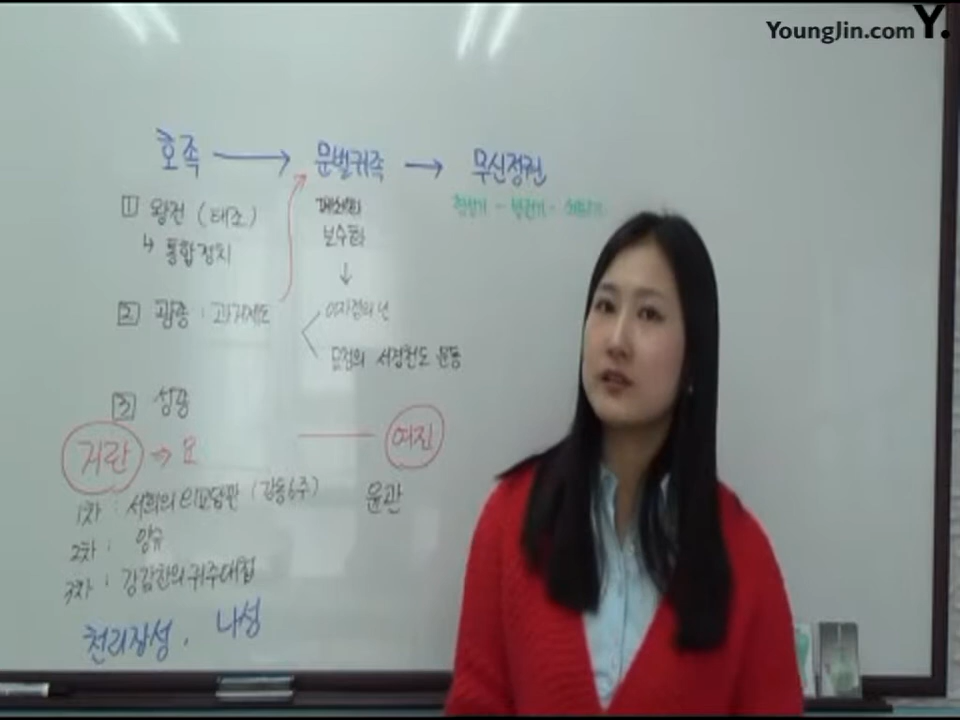 YoungJin.com Y.
호족 → 문벌귀족 → 무신정권
① 왕건 (태조)
↳ 통합정치
폐쇄화
보수화
↓
② 광종 : 과거제도
이자겸의 난
묘청의 서경천도 운동
③ 성종
거란 → 요 — 여진
1차 : 서희의 외교담판 (강동6주)
윤관
2차 : 양규
3차 : 강감찬의 귀주대첩
천리장성, 나성